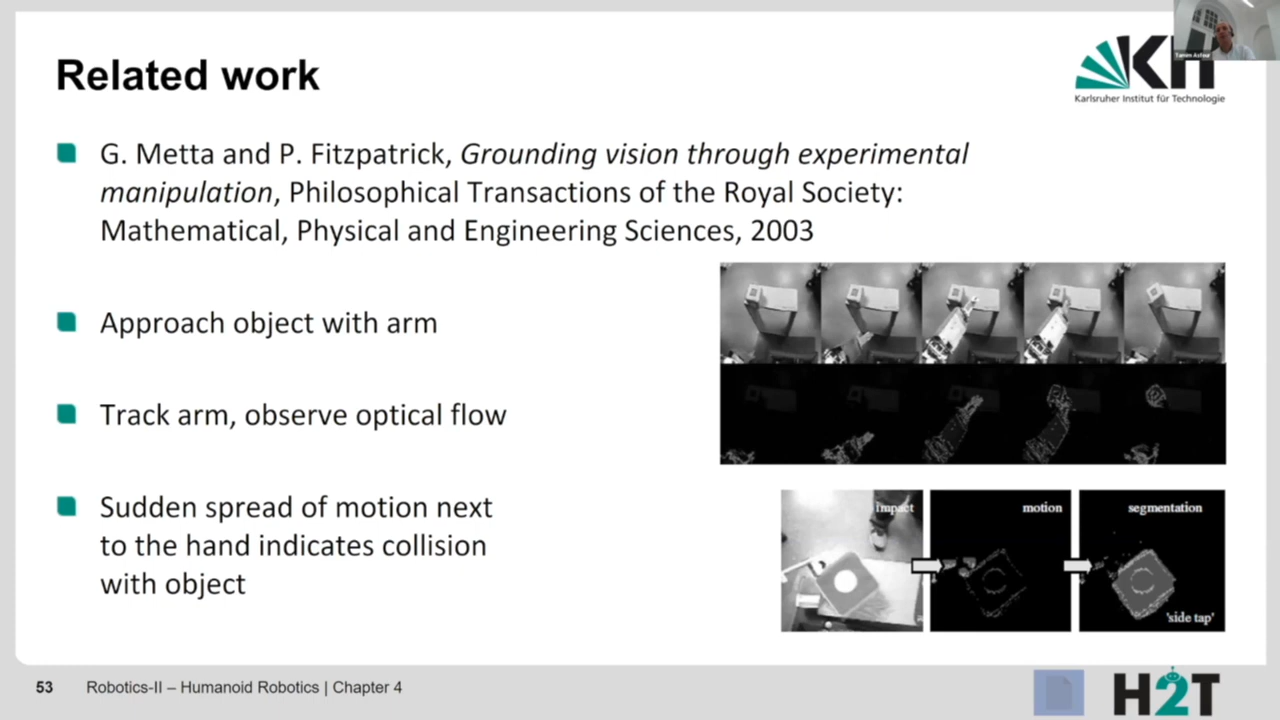 Related work
KIT
Karlsruher Institut für Technologie
Tamim Asfour
G. Metta and P. Fitzpatrick, Grounding vision through experimental
manipulation, Philosophical Transactions of the Royal Society:
Mathematical, Physical and Engineering Sciences, 2003
Approach object with arm
Track arm, observe optical flow
Sudden spread of motion next
to the hand indicates collision
with object
impact
motion
segmentation
'side tap'
53
Robotics-II – Humanoid Robotics | Chapter 4
H2T